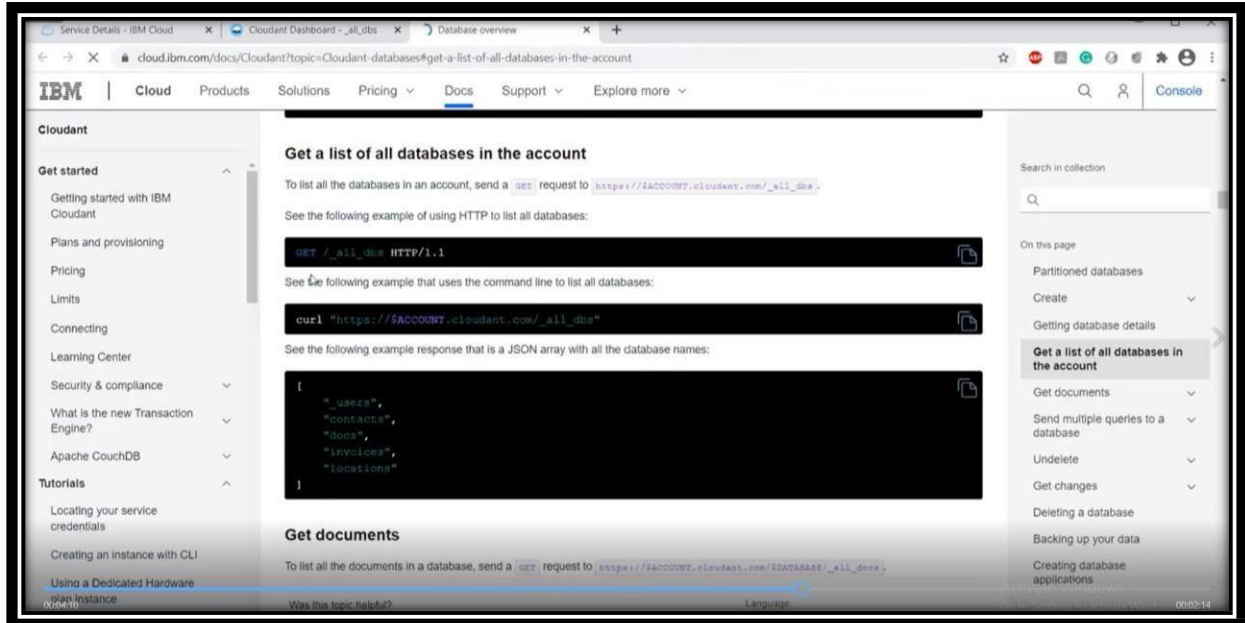 Service Details - IBM Cloud
Cloudant Dashboard - _all_dbs
Database overview
cloud.ibm.com/docs/Cloudant?topic=Cloudant-databases#get-a-list-of-all-databases-in-the-account
IBM
Cloud
Products
Solutions
Pricing
Docs
Support
Explore more
Console
Cloudant
Get started
Getting started with IBM
Cloudant
Plans and provisioning
Pricing
Limits
Connecting
Learning Center
Security & compliance
What is the new Transaction
Engine?
Apache CouchDB
Tutorials
Locating your service
credentials
Creating an instance with CLI
Using a Dedicated Hardware
plan instance
Get a list of all databases in the account
To list all the databases in an account, send a GET request to https://$ACCOUNT.cloudant.com/_all_dbs .
See the following example of using HTTP to list all databases:
GET /_all_dbs HTTP/1.1
See the following example that uses the command line to list all databases:
curl "https://$ACCOUNT.cloudant.com/_all_dbs"
See the following example response that is a JSON array with all the database names:
[
"_users",
"contacts",
"docs",
"invoices",
"locations"
]
Get documents
To list all the documents in a database, send a GET request to https://$ACCOUNT.cloudant.com/$DATABASE/_all_docs .
Was this topic helpful?
Language:
Search in collection
On this page
Partitioned databases
Create
Getting database details
Get a list of all databases in
the account
Get documents
Send multiple queries to a
database
Undelete
Get changes
Deleting a database
Backing up your data
Creating database
applications
00:04:10
00:02:14